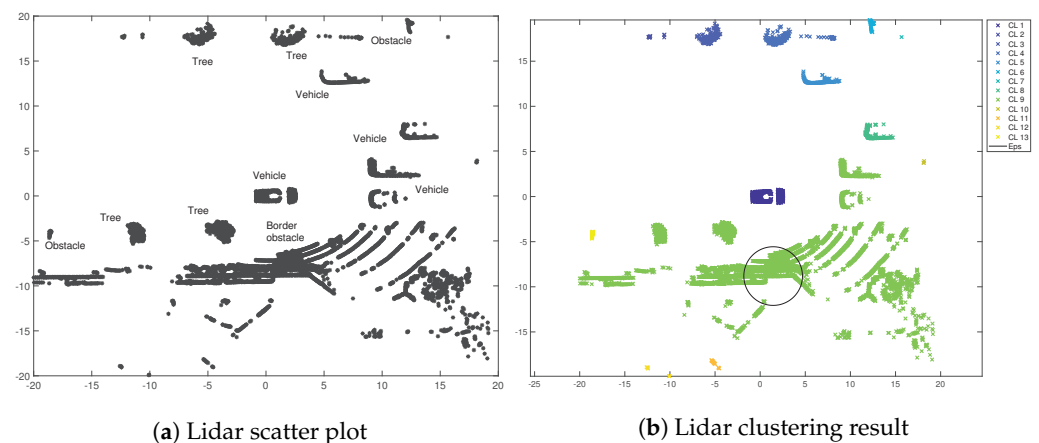 20
15
10
5
0
-5
-10
-15
-20
-20
-15
-10
-5
0
5
10
15
20
Tree
Tree
Obstacle
Vehicle
Vehicle
Vehicle
Vehicle
Tree
Tree
Obstacle
Border
obstacle
(a) Lidar scatter plot
15
10
5
0
-5
-10
-15
-25
-20
-15
-10
-5
0
5
10
15
20
CL 1
CL 2
CL 3
CL 4
CL 5
CL 6
CL 7
CL 8
CL 9
CL 10
CL 11
CL 12
CL 13
Eps
(b) Lidar clustering result